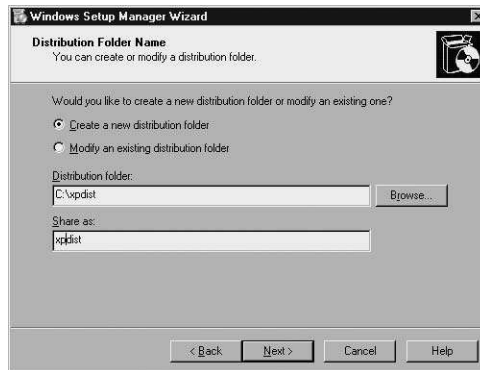 Windows Setup Manager Wizard
Distribution Folder Name
You can create or modify a distribution folder.
Would you like to create a new distribution folder or modify an existing one?
Create a new distribution folder
Modify an existing distribution folder
Distribution folder:
C:\xpdist
Browse...
Share as:
xpdist
< Back
Next >
Cancel
Help